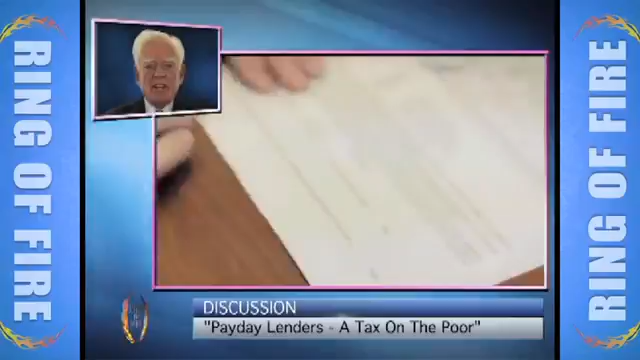 RING OF FIRE
RING OF FIRE
DISCUSSION
"Payday Lenders - A Tax On The Poor"